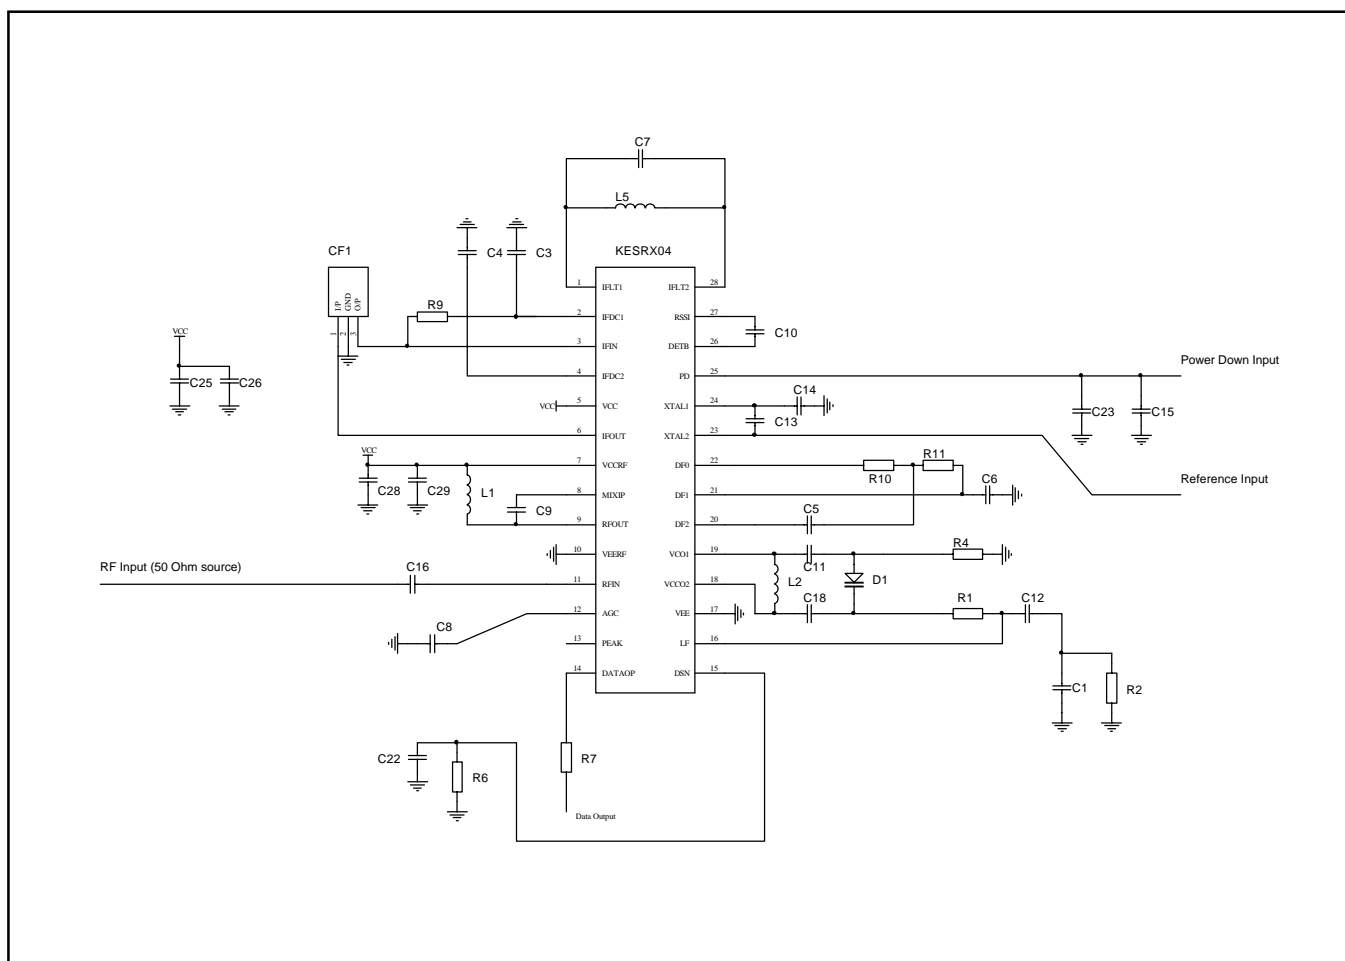 C7
L5
C4
C3
KESRX04
CF1
I/P
GND
O/P
1
2
3
R9
1 IFLT1 IFLT2 28
2 IFDC1 RSSI 27
3 IFIN DETB 26
4 IFDC2 PD 25
VCC 5 VCC XTAL1 24
6 IFOUT XTAL2 23
7 VCCRF DF0 22
8 MIXIP DF1 21
9 RFOUT DF2 20
10 VEERF VCO1 19
11 RFIN VCCO2 18
12 AGC VEE 17
13 PEAK LF 16
14 DATAOP DSN 15
C10
Power Down Input
VCC
C25
C26
C14
C13
C23
C15
VCC
C28
C29
L1
C9
R10
R11
C6
Reference Input
C5
RF Input (50 Ohm source)
C16
C11
R4
L2
D1
C18
R1
C12
C8
C1
R2
C22
R6
R7
Data Output